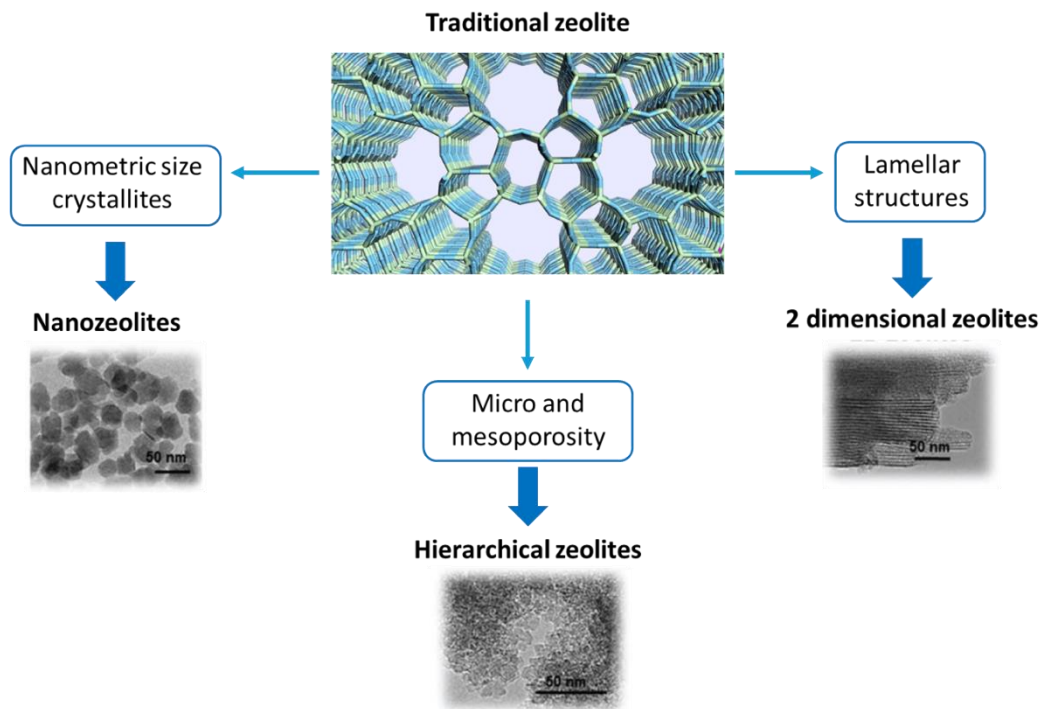 Traditional zeolite
Nanometric size
crystallites
Lamellar
structures
Nanozeolites
2 dimensional zeolites
50 nm
50 nm
Micro and
mesoporosity
Hierarchical zeolites
50 nm